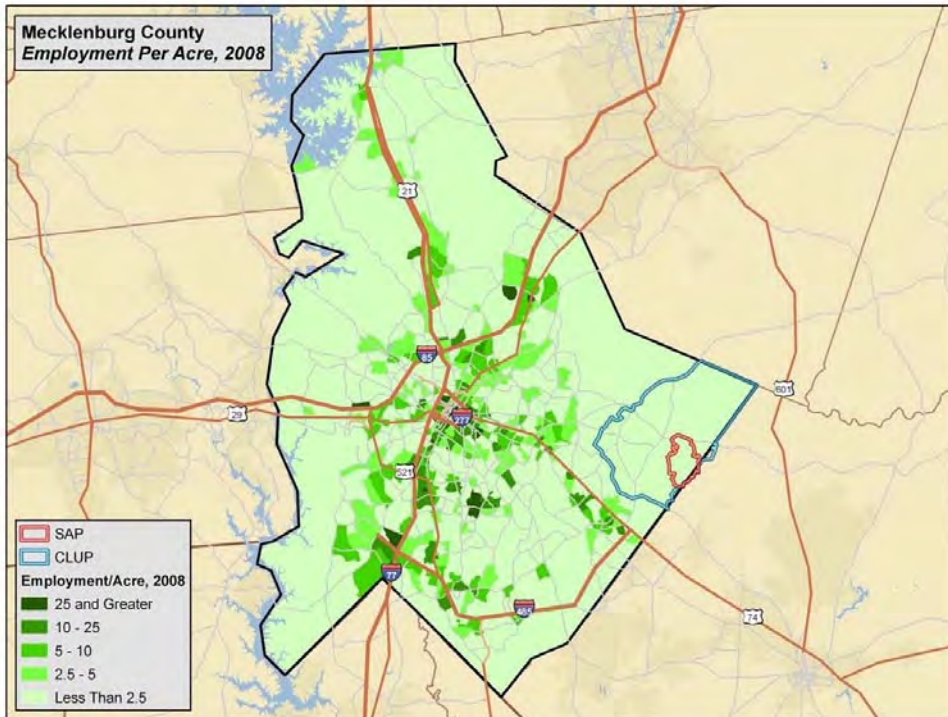 Mecklenburg County
Employment Per Acre, 2008
21
85
29
277
601
521
77
485
74
SAP
CLUP
Employment/Acre, 2008
25 and Greater
10 - 25
5 - 10
2.5 - 5
Less Than 2.5